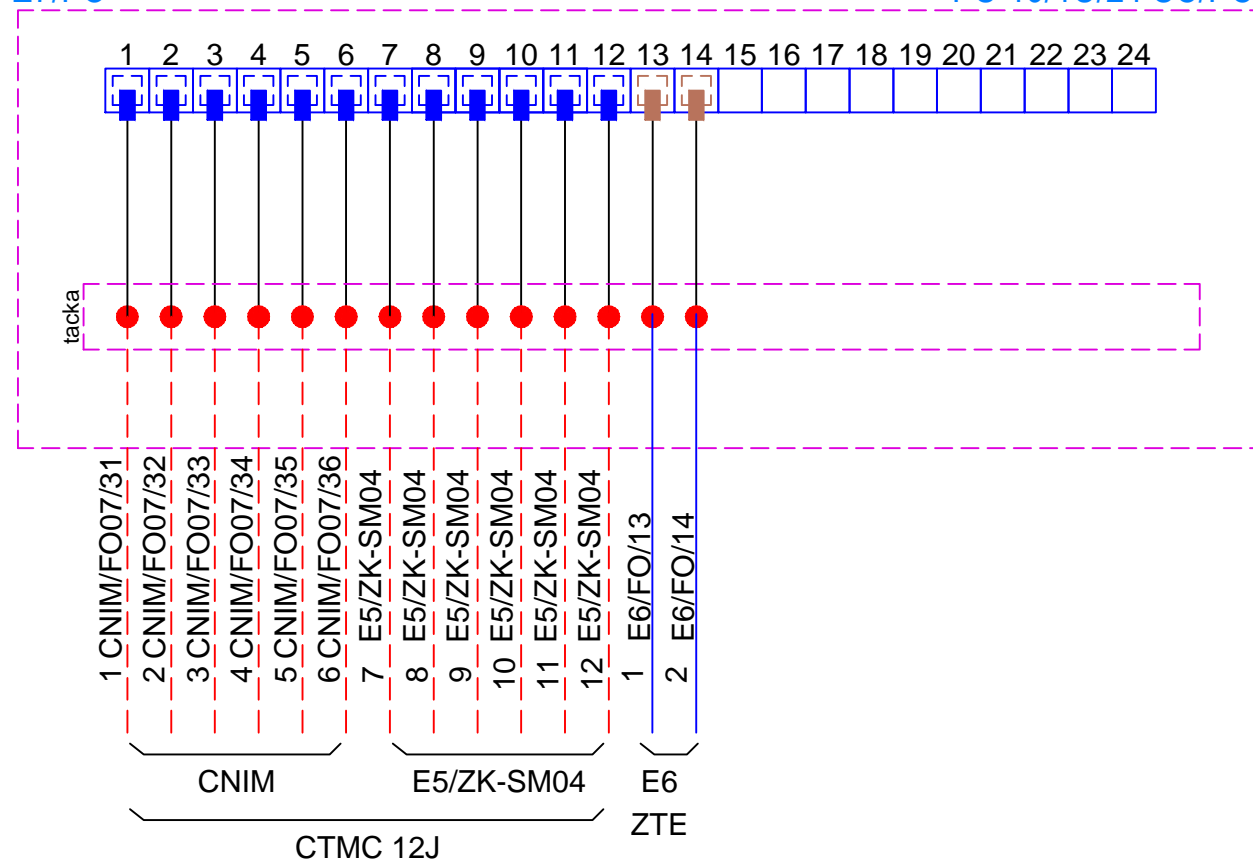 1 2 3 4 5 6 7 8 9 10 11 12 13 14 15 16 17 18 19 20 21 22 23 24
tacka
1 CNIM/FO07/31
2 CNIM/FO07/32
3 CNIM/FO07/33
4 CNIM/FO07/34
5 CNIM/FO07/35
6 CNIM/FO07/36
7 E5/ZK-SM04
8 E5/ZK-SM04
9 E5/ZK-SM04
10 E5/ZK-SM04
11 E5/ZK-SM04
12 E5/ZK-SM04
1 E6/FO/13
2 E6/FO/14
CNIM E5/ZK-SM04 E6
ZTE
CTMC 12J